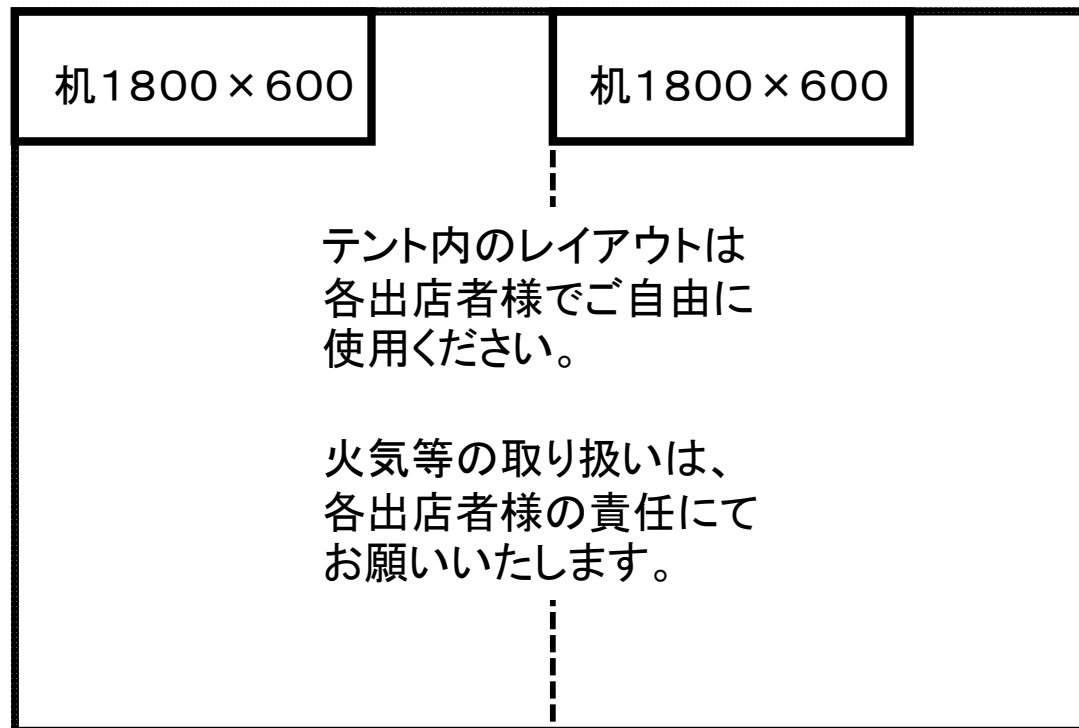 机1800×600
机1800×600
テント内のレイアウトは
各出店者様でご自由に
使用ください。
火気等の取り扱いは、
各出店者様の責任にて
お願いいたします。